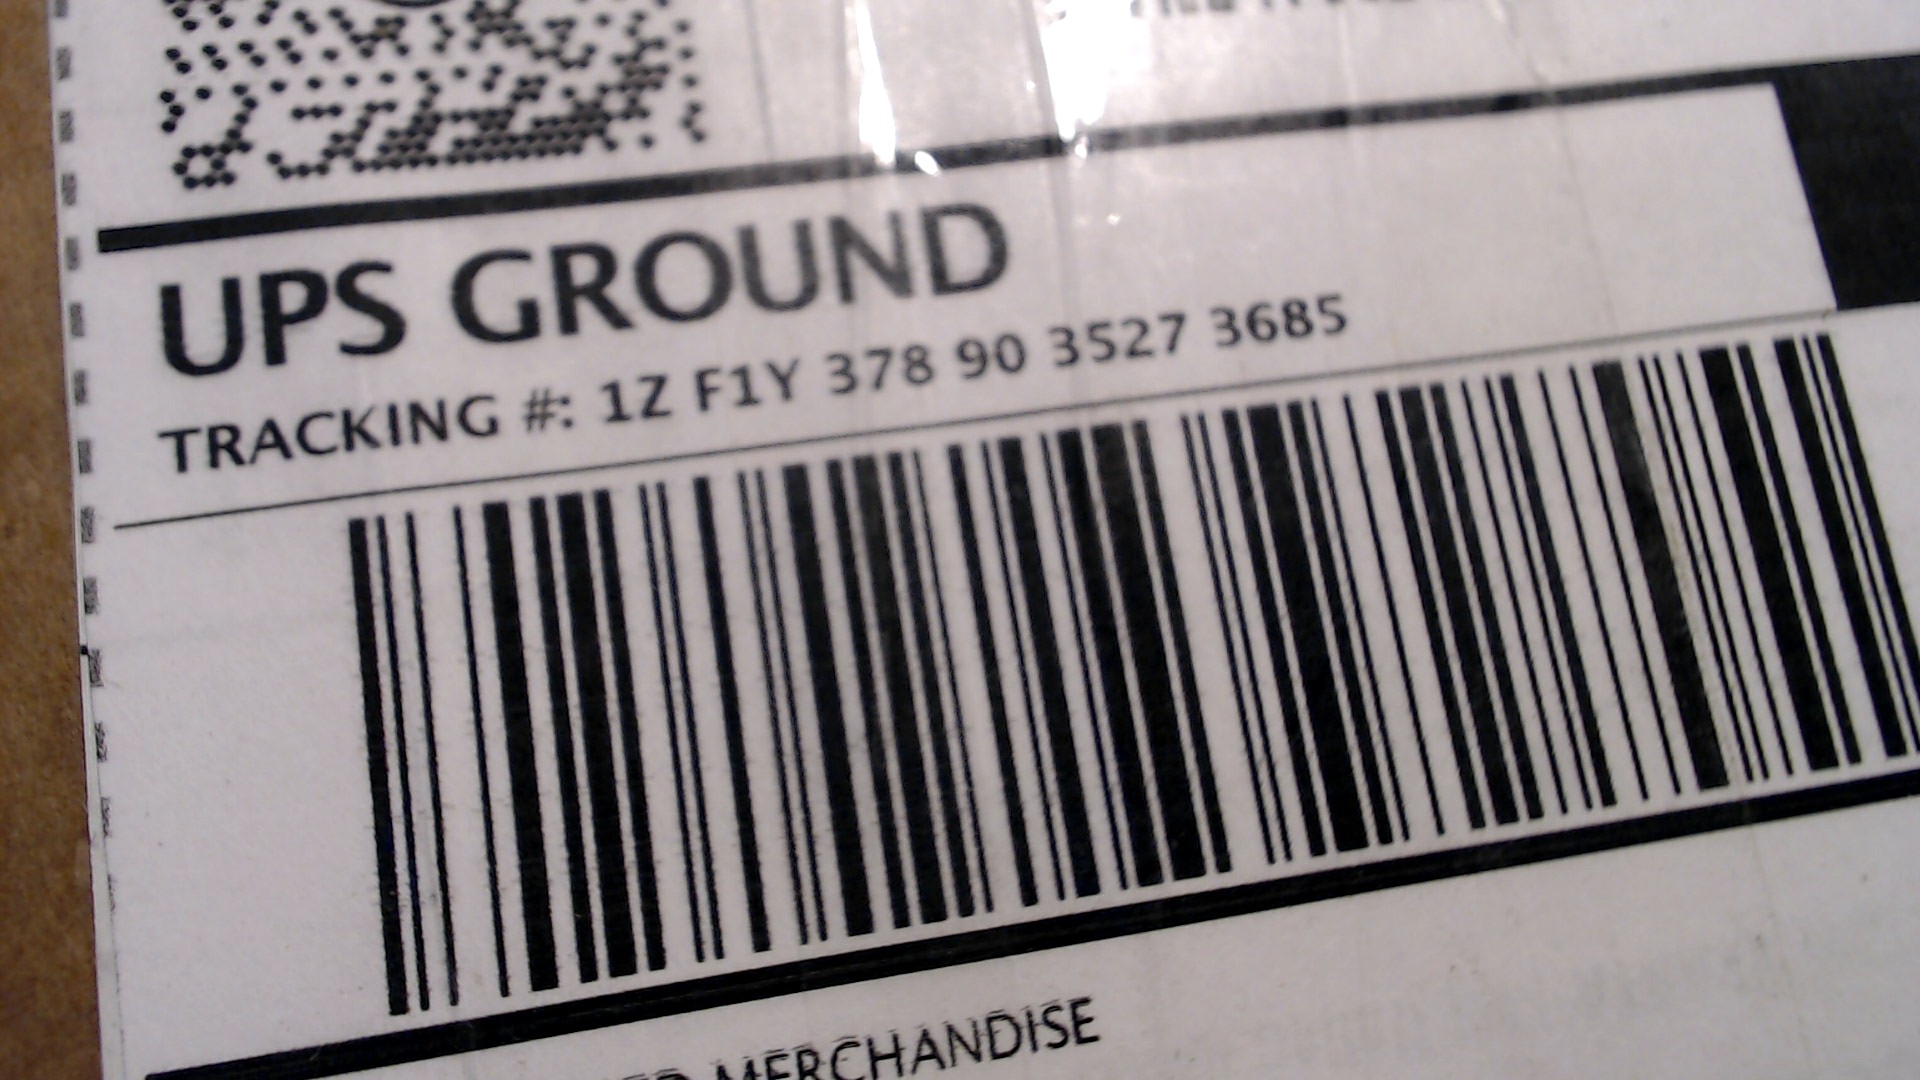 UPS GROUND
TRACKING #: 1Z F1Y 378 90 3527 3685
MERCHANDISE